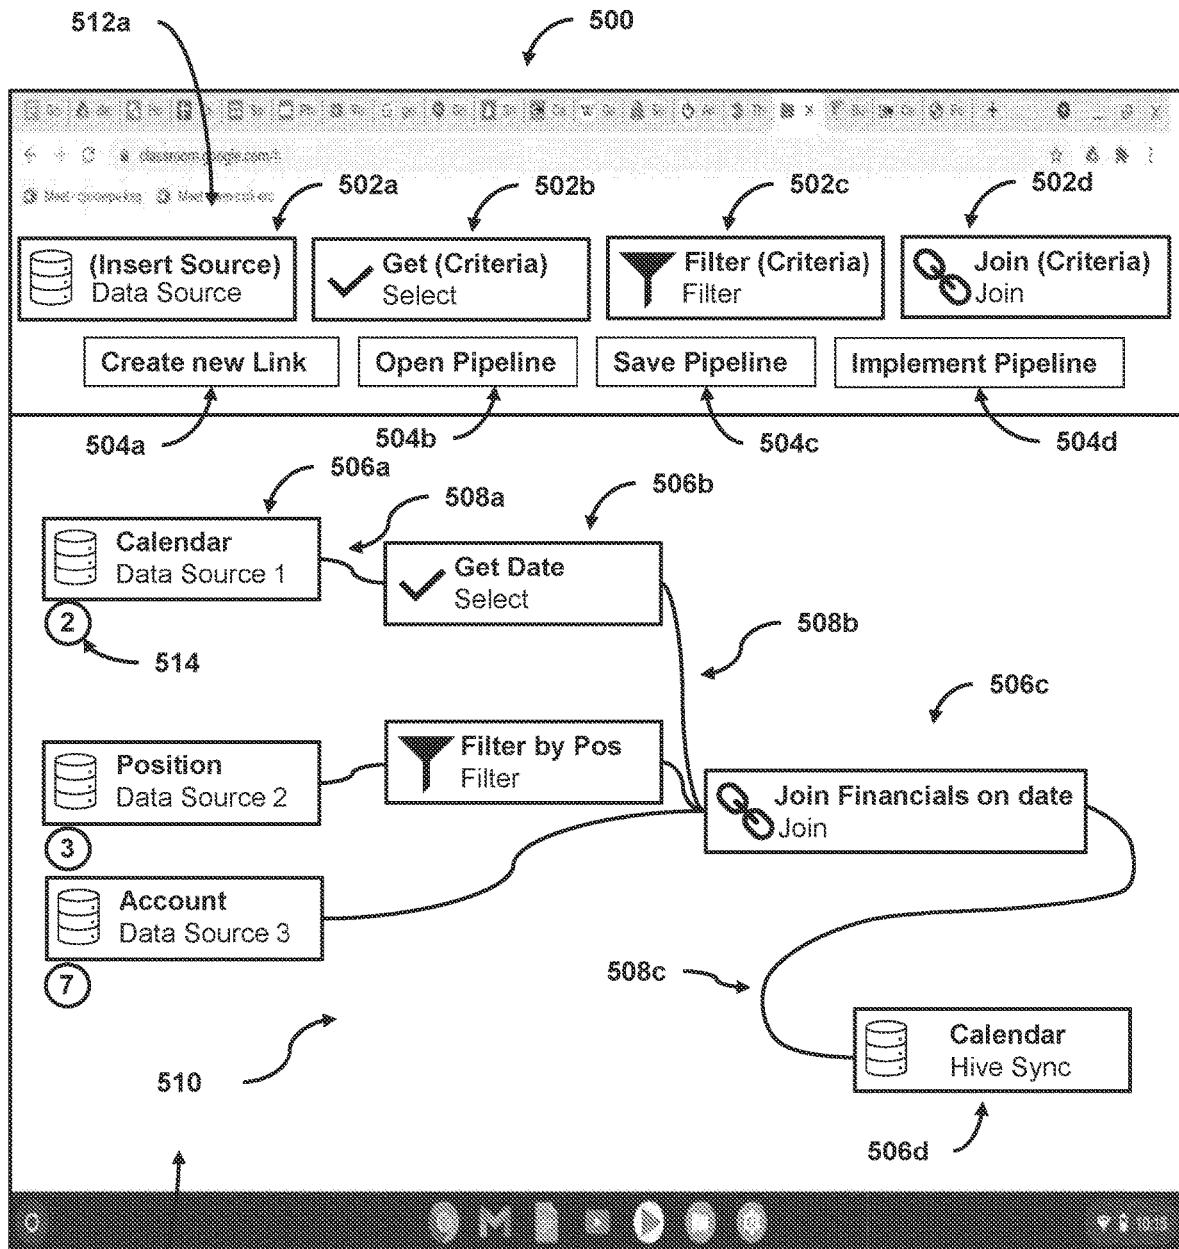 512a
500
classroom.google.com/h
502a
502b
502c
502d
(Insert Source)
Data Source
Get (Criteria)
Select
Filter (Criteria)
Filter
Join (Criteria)
Join
Create new Link
Open Pipeline
Save Pipeline
Implement Pipeline
504a
504b
504c
504d
506a
508a
506b
Calendar
Data Source 1
2
514
Get Date
Select
508b
506c
Position
Data Source 2
3
Filter by Pos
Filter
Join Financials on date
Join
Account
Data Source 3
7
508c
510
Calendar
Hive Sync
506d